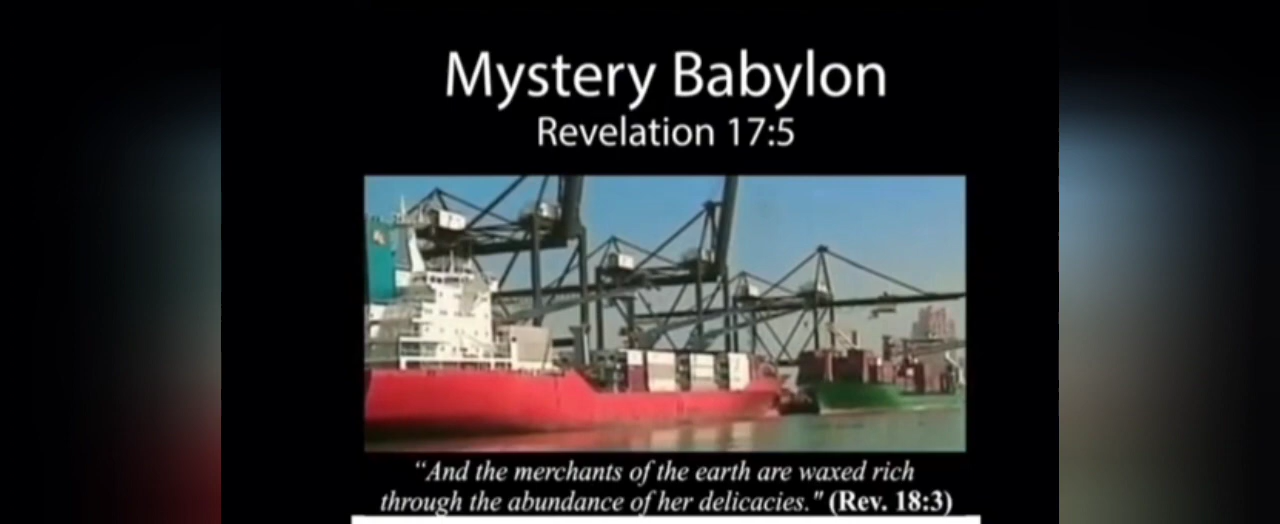 Mystery Babylon
Revelation 17:5
“And the merchants of the earth are waxed rich
through the abundance of her delicacies." (Rev. 18:3)